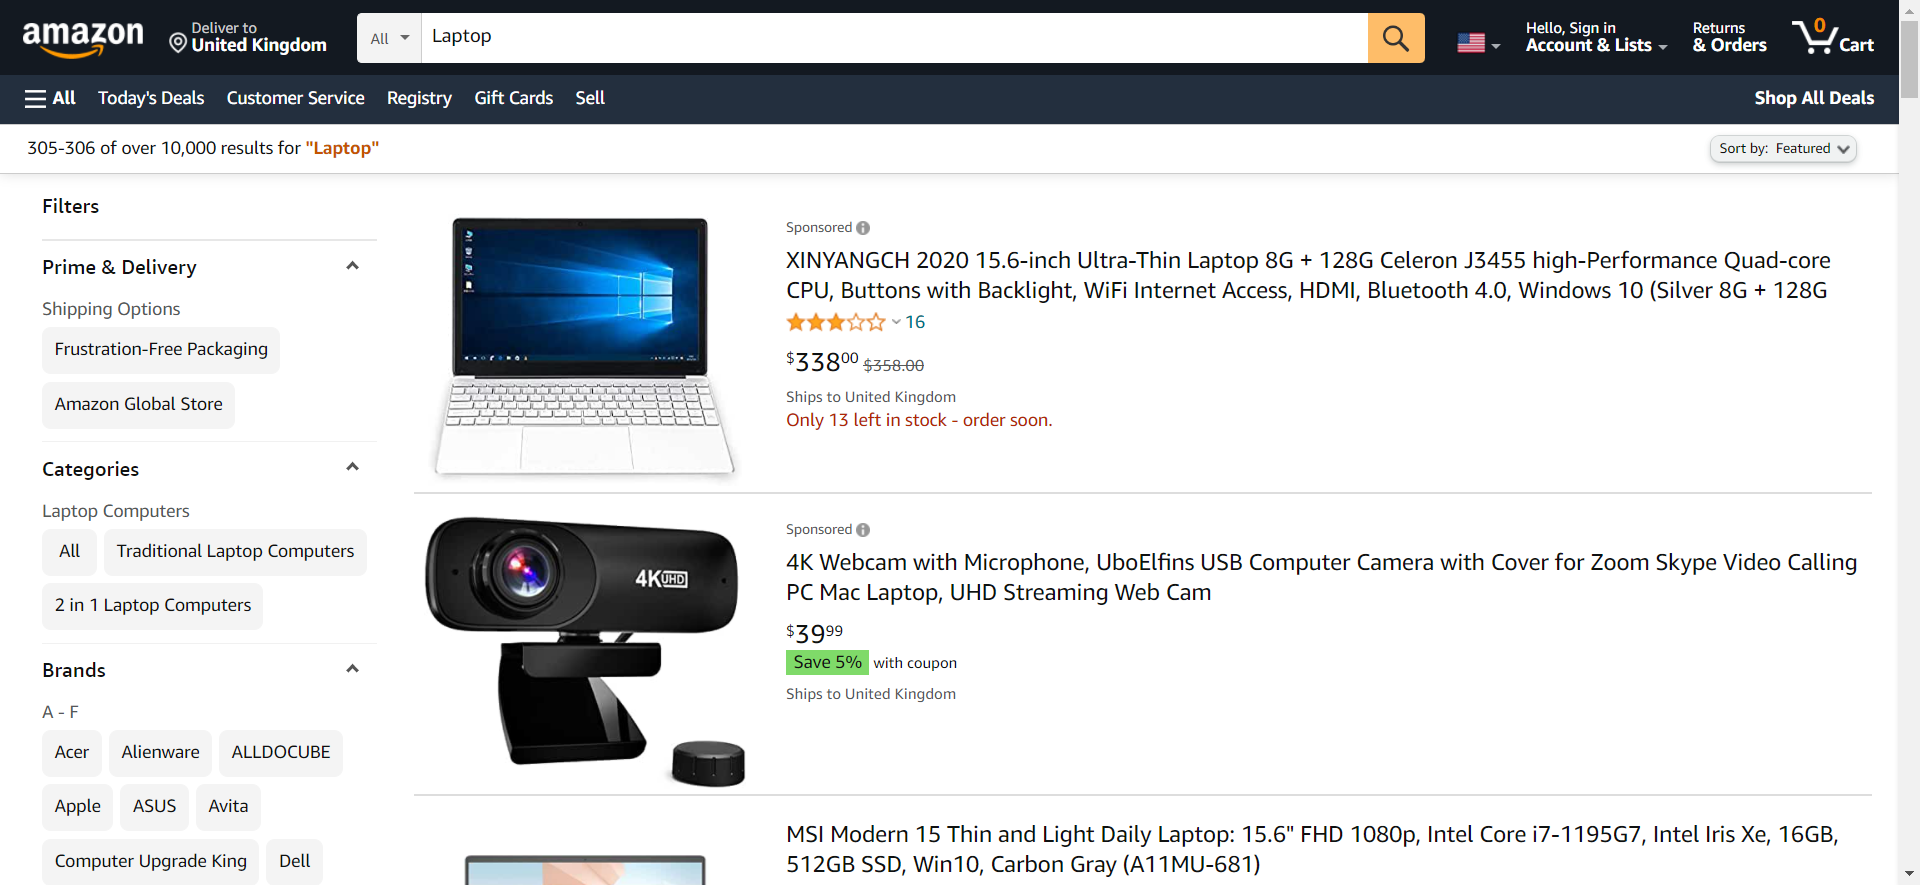 amazon
Deliver to
United Kingdom
All
Laptop
Hello, Sign in
Account & Lists
Returns
& Orders
0
Cart
All
Today's Deals
Customer Service
Registry
Gift Cards
Sell
Shop All Deals
305-306 of over 10,000 results for "Laptop"
Sort by: Featured
Filters
Prime & Delivery
Shipping Options
Frustration-Free Packaging
Amazon Global Store
Categories
Laptop Computers
All
Traditional Laptop Computers
2 in 1 Laptop Computers
Brands
A - F
Acer
Alienware
ALLDOCUBE
Apple
ASUS
Avita
Computer Upgrade King
Dell
Sponsored
XINYANGCH 2020 15.6-inch Ultra-Thin Laptop 8G + 128G Celeron J3455 high-Performance Quad-core
CPU, Buttons with Backlight, WiFi Internet Access, HDMI, Bluetooth 4.0, Windows 10 (Silver 8G + 128G
16
$33800 $358.00
Ships to United Kingdom
Only 13 left in stock - order soon.
4K UHD
Sponsored
4K Webcam with Microphone, UboElfins USB Computer Camera with Cover for Zoom Skype Video Calling
PC Mac Laptop, UHD Streaming Web Cam
$3999
Save 5% with coupon
Ships to United Kingdom
MSI Modern 15 Thin and Light Daily Laptop: 15.6" FHD 1080p, Intel Core i7-1195G7, Intel Iris Xe, 16GB,
512GB SSD, Win10, Carbon Gray (A11MU-681)